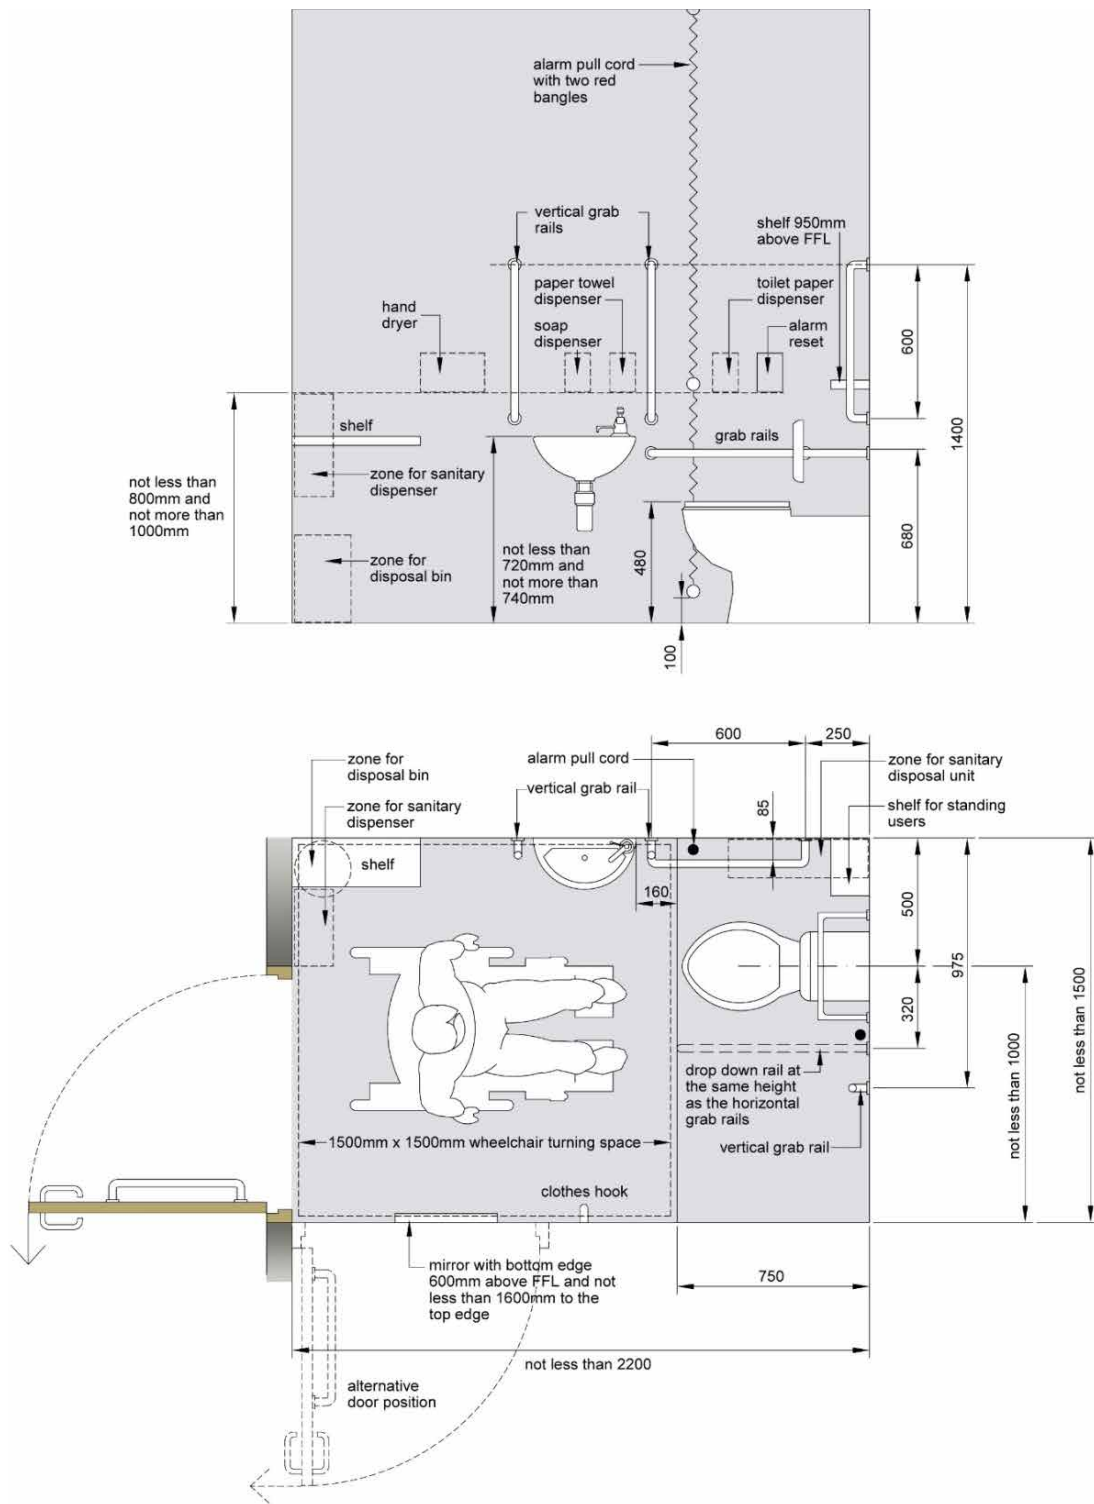 alarm pull cord
with two red
bangles
vertical grab
rails
shelf 950mm
above FFL
paper towel
dispenser
toilet paper
dispenser
hand
dryer
soap
dispenser
alarm
reset
600
1400
shelf
grab rails
zone for sanitary
dispenser
not less than
800mm and
not more than
1000mm
zone for
disposal bin
not less than
720mm and
not more than
740mm
480
680
100
600
250
zone for
disposal bin
alarm pull cord
zone for sanitary
disposal unit
vertical grab rail
zone for sanitary
dispenser
85
shelf for standing
users
shelf
160
500
975
320
not less than 1000
not less than 1500
drop down rail at
the same height
as the horizontal
grab rails
1500mm x 1500mm wheelchair turning space
vertical grab rail
clothes hook
mirror with bottom edge
600mm above FFL and not
less than 1600mm to the
top edge
750
not less than 2200
alternative
door position